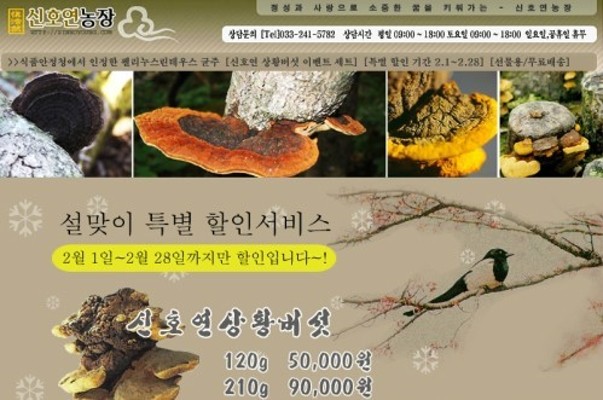 정성과 사랑으로 소중한 꿈을 키워가는 - 신호연농장
신호연농장
상담문의 [Tel]033-241-5782 상담시간 평일 09:00~18:00 토요일 09:00~18:00 일요일,공휴일 휴무
>>식품안정청에서 인정한 펠리누스린테우스 균주 [신호연 상황버섯 이벤트 세트] [특별 할인 기간 2.1~2.28] [선물용/무료배송]
설맞이 특별 할인서비스
2월 1일~2월 28일까지만 할인입니다~!
신호연상황버섯
120g 50,000원
210g 90,000원